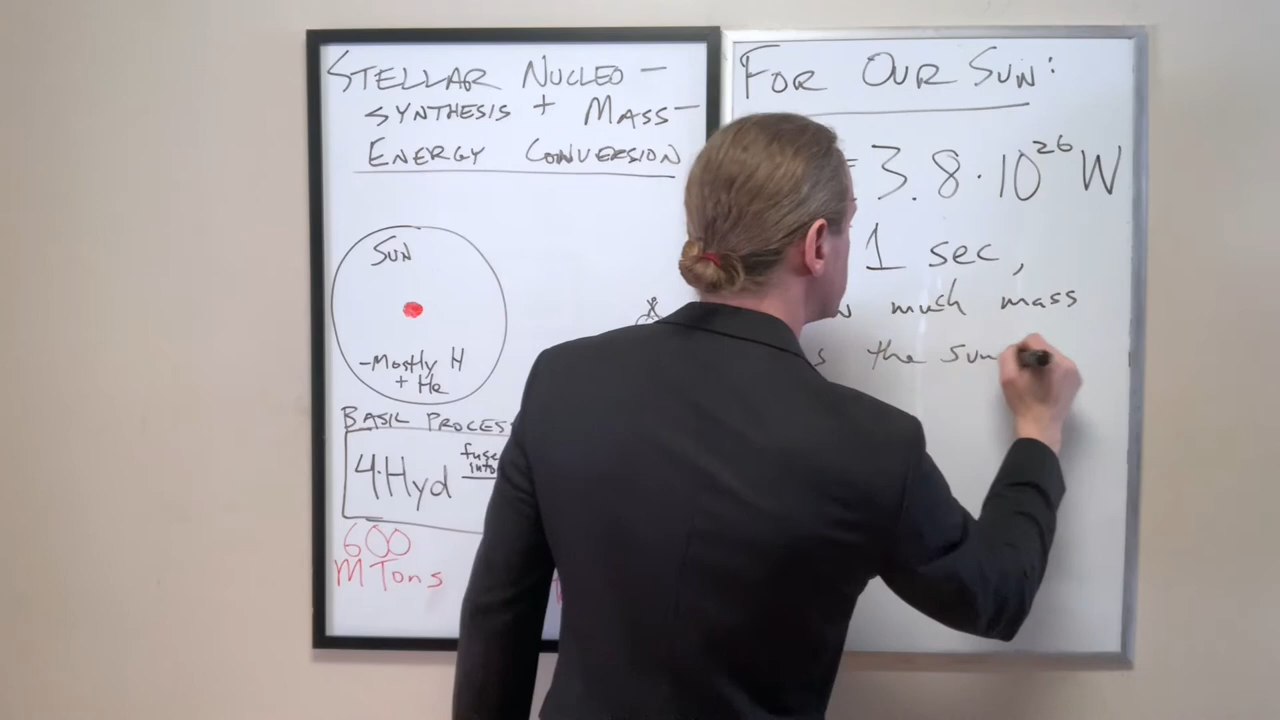 STELLAR NUCLEO-
SYNTHESIS + MASS-
ENERGY CONVERSION
SUN
-Mostly H
+ He
BASIC PROCES
4·Hyd
fuse
into
600
M Tons
FOR OUR SUN:
= 3.8·10²⁶ W
1 sec,
much mass
s the sun